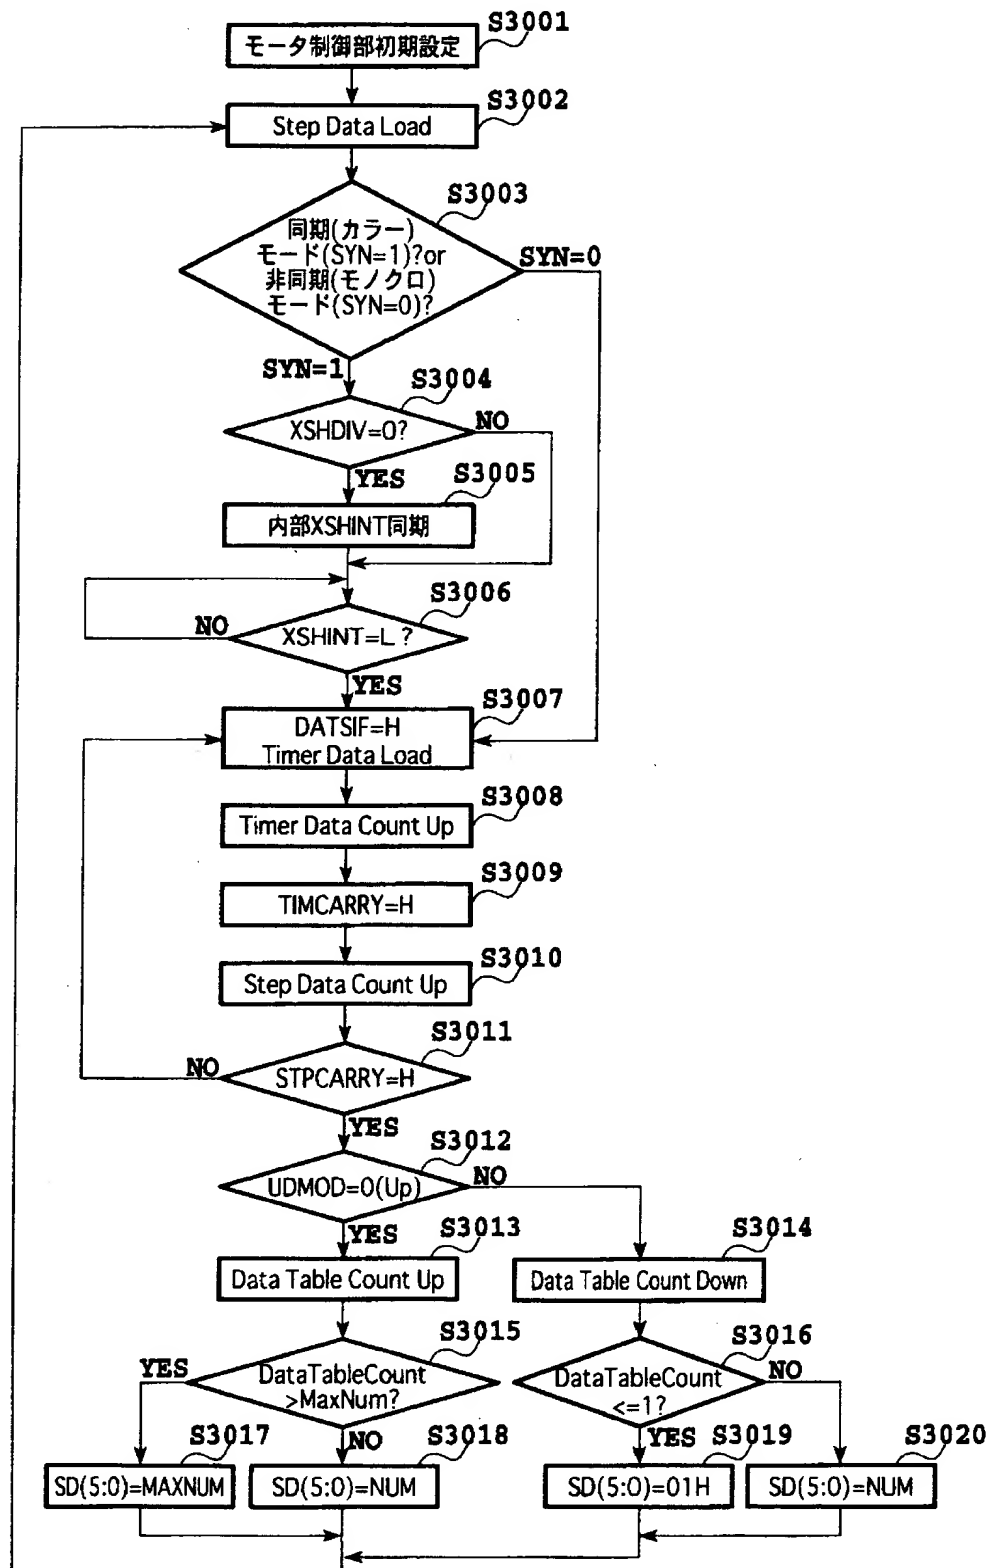 S3001
モータ制御部初期設定
S3002
Step Data Load
S3003
同期(カラー)
モード(SYN=1)?or
非同期(モノクロ)
モード(SYN=0)?
SYN=0
SYN=1
S3004
XSHDIV=0?
NO
YES
S3005
内部XSHINT同期
S3006
NO
XSHINT=L ?
YES
S3007
DATSIF=H
Timer Data Load
S3008
Timer Data Count Up
S3009
TIMCARRY=H
S3010
Step Data Count Up
S3011
NO
STPCARRY=H
YES
S3012
UDMOD=0(Up)
NO
YES
S3013
S3014
Data Table Count Up
Data Table Count Down
S3015
S3016
YES
DataTableCount
>MaxNum?
DataTableCount
<=1?
NO
S3017
NO
S3018
YES
S3019
S3020
SD(5:0)=MAXNUM
SD(5:0)=NUM
SD(5:0)=01H
SD(5:0)=NUM